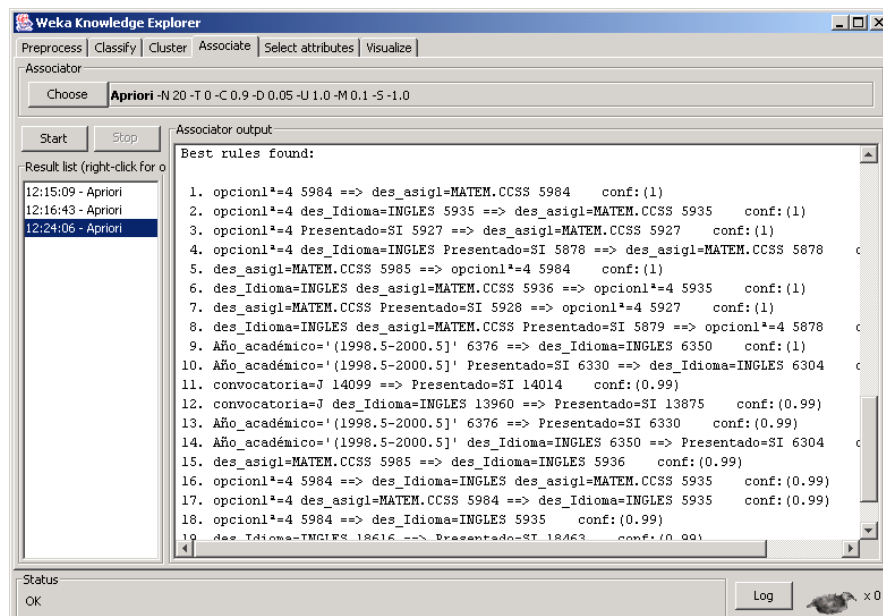 Weka Knowledge Explorer
Preprocess Classify Cluster Associate Select attributes Visualize
Associator
Choose Apriori -N 20 -T 0 -C 0.9 -D 0.05 -U 1.0 -M 0.1 -S -1.0
Start Stop
Result list (right-click for o
12:15:09 - Apriori
12:16:43 - Apriori
12:24:06 - Apriori
Associator output
Best rules found:
1. opcion1ª=4 5984 ==> des_asig1=MATEM.CCSS 5984 conf:(1)
2. opcion1ª=4 des_Idioma=INGLES 5935 ==> des_asig1=MATEM.CCSS 5935 conf:(1)
3. opcion1ª=4 Presentado=SI 5927 ==> des_asig1=MATEM.CCSS 5927 conf:(1)
4. opcion1ª=4 des_Idioma=INGLES Presentado=SI 5878 ==> des_asig1=MATEM.CCSS 5878
5. des_asig1=MATEM.CCSS 5985 ==> opcion1ª=4 5984 conf:(1)
6. des_Idioma=INGLES des_asig1=MATEM.CCSS 5936 ==> opcion1ª=4 5935 conf:(1)
7. des_asig1=MATEM.CCSS Presentado=SI 5928 ==> opcion1ª=4 5927 conf:(1)
8. des_Idioma=INGLES des_asig1=MATEM.CCSS Presentado=SI 5879 ==> opcion1ª=4 5878
9. Año_académico='(1998.5-2000.5]' 6376 ==> des_Idioma=INGLES 6350 conf:(1)
10. Año_académico='(1998.5-2000.5]' Presentado=SI 6330 ==> des_Idioma=INGLES 6304
11. convocatoria=J 14099 ==> Presentado=SI 14014 conf:(0.99)
12. convocatoria=J des_Idioma=INGLES 13960 ==> Presentado=SI 13875 conf:(0.99)
13. Año_académico='(1998.5-2000.5]' 6376 ==> Presentado=SI 6330 conf:(0.99)
14. Año_académico='(1998.5-2000.5]' des_Idioma=INGLES 6350 ==> Presentado=SI 6304
15. des_asig1=MATEM.CCSS 5985 ==> des_Idioma=INGLES 5936 conf:(0.99)
16. opcion1ª=4 5984 ==> des_Idioma=INGLES des_asig1=MATEM.CCSS 5935 conf:(0.99)
17. opcion1ª=4 des_asig1=MATEM.CCSS 5984 ==> des_Idioma=INGLES 5935 conf:(0.99)
18. opcion1ª=4 5984 ==> des_Idioma=INGLES 5935 conf:(0.99)
19. des_Idioma=INGLES 18616 ==> Presentado=SI 18463 conf:(0.99)
Status
OK
Log
x 0